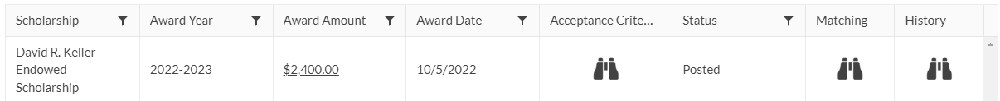 Scholarship Award Year Award Amount Award Date Acceptance Crite... Status Matching History
David R. Keller
Endowed
Scholarship
2022-2023 $2,400.00 10/5/2022 Posted